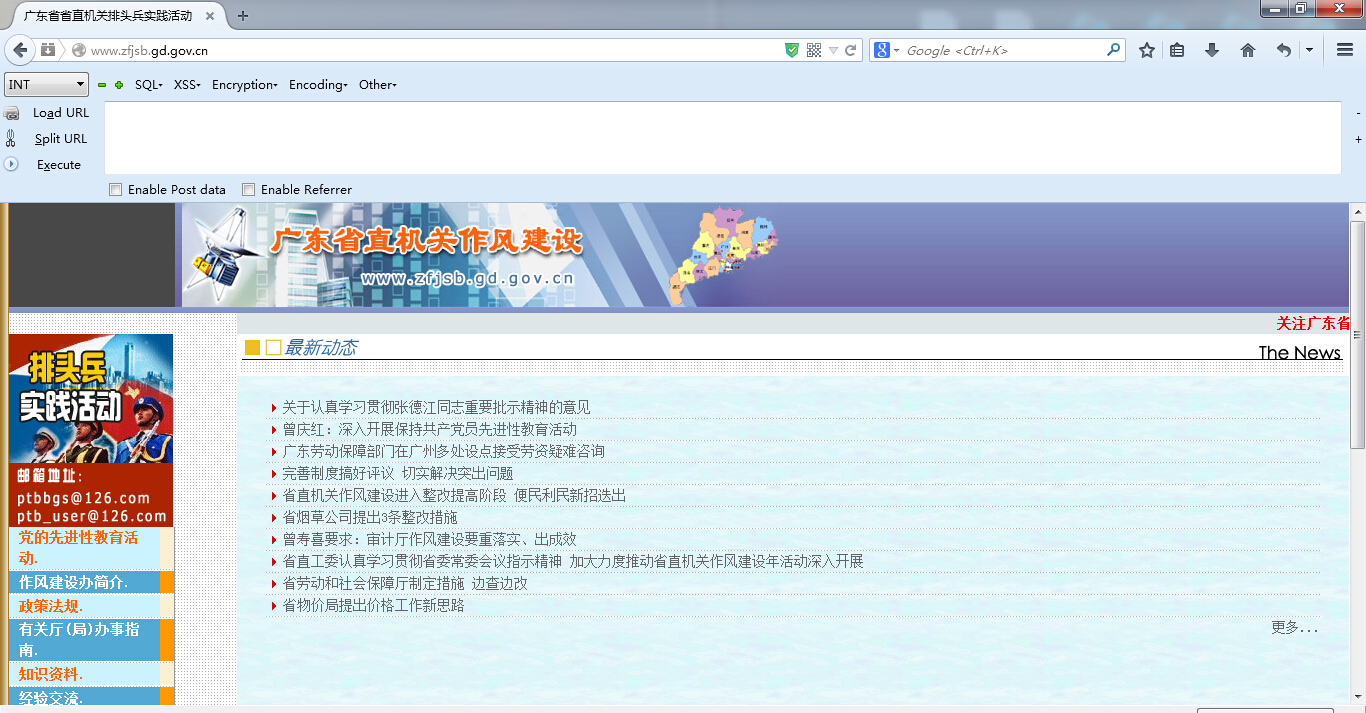 广东省省直机关排头兵实践活动
www.zfjsb.gd.gov.cn
Google <Ctrl+K>
INT
SQL
XSS
Encryption
Encoding
Other
Load URL
Split URL
Execute
-
+
Enable Post data
Enable Referrer
广东省直机关作风建设
www.zfjsb.gd.gov.cn
关注广东省
排头兵
实践活动
邮箱地址:
ptbbgs@126.com
ptb_user@126.com
党的先进性教育活
动.
作风建设办简介.
政策法规.
有关厅(局)办事指
南.
知识资料.
经验交流.
最新动态
The News
关于认真学习贯彻张德江同志重要批示精神的意见
曾庆红：深入开展保持共产党员先进性教育活动
广东劳动保障部门在广州多处设点接受劳资疑难咨询
完善制度搞好评议 切实解决突出问题
省直机关作风建设进入整改提高阶段 便民利民新招迭出
省烟草公司提出3条整改措施
曾寿喜要求：审计厅作风建设要重落实、出成效
省直工委认真学习贯彻省委常委会议指示精神 加大力度推动省直机关作风建设年活动深入开展
省劳动和社会保障厅制定措施 边查边改
省物价局提出价格工作新思路
更多...